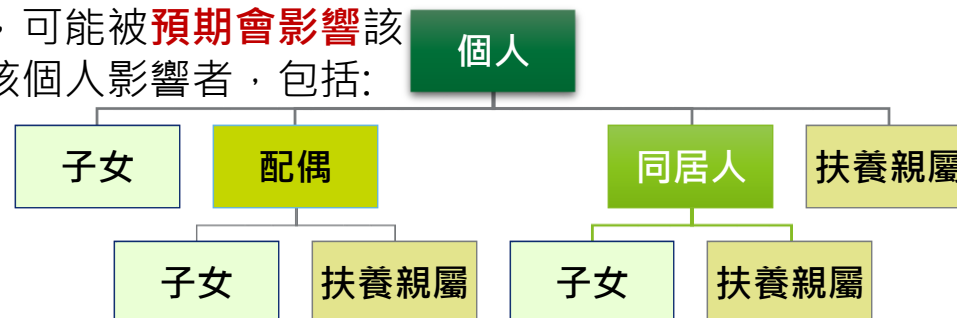 ，可能被預期會影響該
該個人影響者，包括:
個人
子女
配偶
同居人
扶養親屬
子女
扶養親屬
子女
扶養親屬